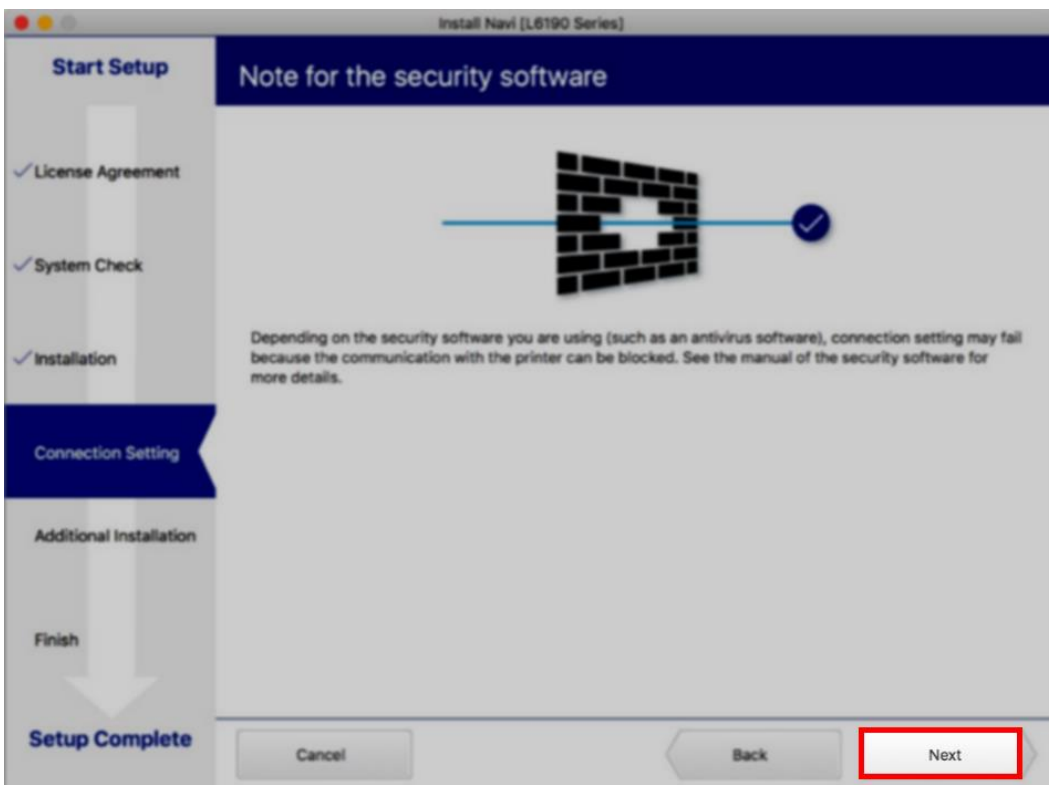 Install Navi [L6190 Series]
Start Setup
Note for the security software
License Agreement
System Check
Depending on the security software you are using (such as an antivirus software), connection setting may fail
because the communication with the printer can be blocked. See the manual of the security software for
more details.
Installation
Connection Setting
Additional Installation
Finish
Setup Complete
Cancel
Back
Next